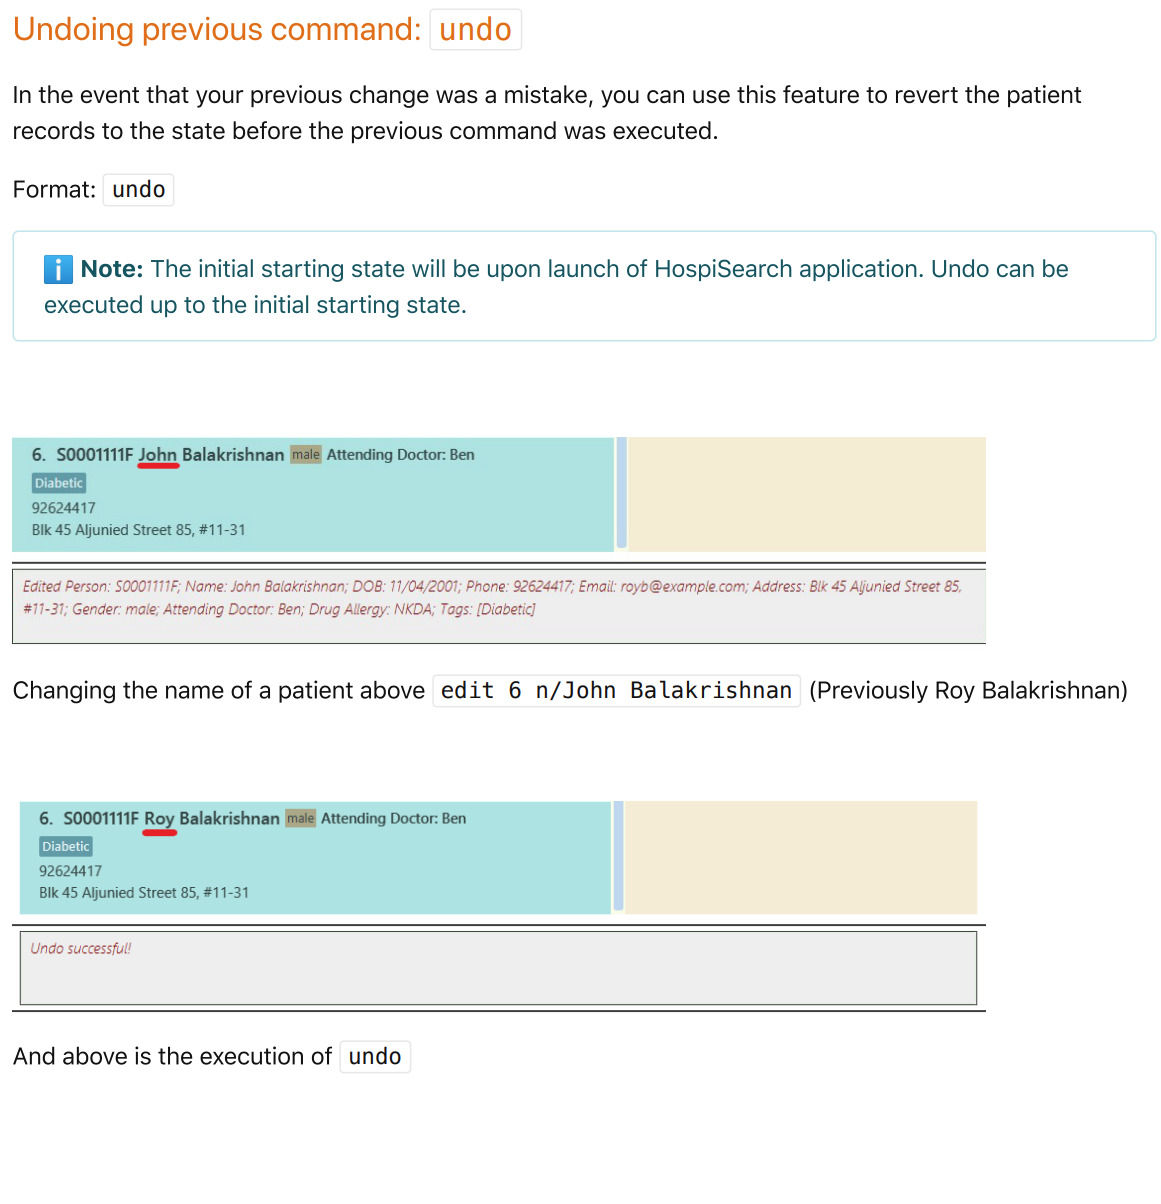 Undoing previous command: undo
In the event that your previous change was a mistake, you can use this feature to revert the patient
records to the state before the previous command was executed.
Format: undo
i Note: The initial starting state will be upon launch of HospiSearch application. Undo can be
executed up to the initial starting state.
6. S0001111F John Balakrishnan male Attending Doctor: Ben
Diabetic
92624417
Blk 45 Aljunied Street 85, #11-31
Edited Person: S0001111F; Name: John Balakrishnan; DOB: 11/04/2001; Phone: 92624417; Email: royb@example.com; Address: Blk 45 Aljunied Street 85,
#11-31; Gender: male; Attending Doctor: Ben; Drug Allergy: NKDA; Tags: [Diabetic]
Changing the name of a patient above edit 6 n/John Balakrishnan (Previously Roy Balakrishnan)
6. S0001111F Roy Balakrishnan male Attending Doctor: Ben
Diabetic
92624417
Blk 45 Aljunied Street 85, #11-31
Undo successful!
And above is the execution of undo